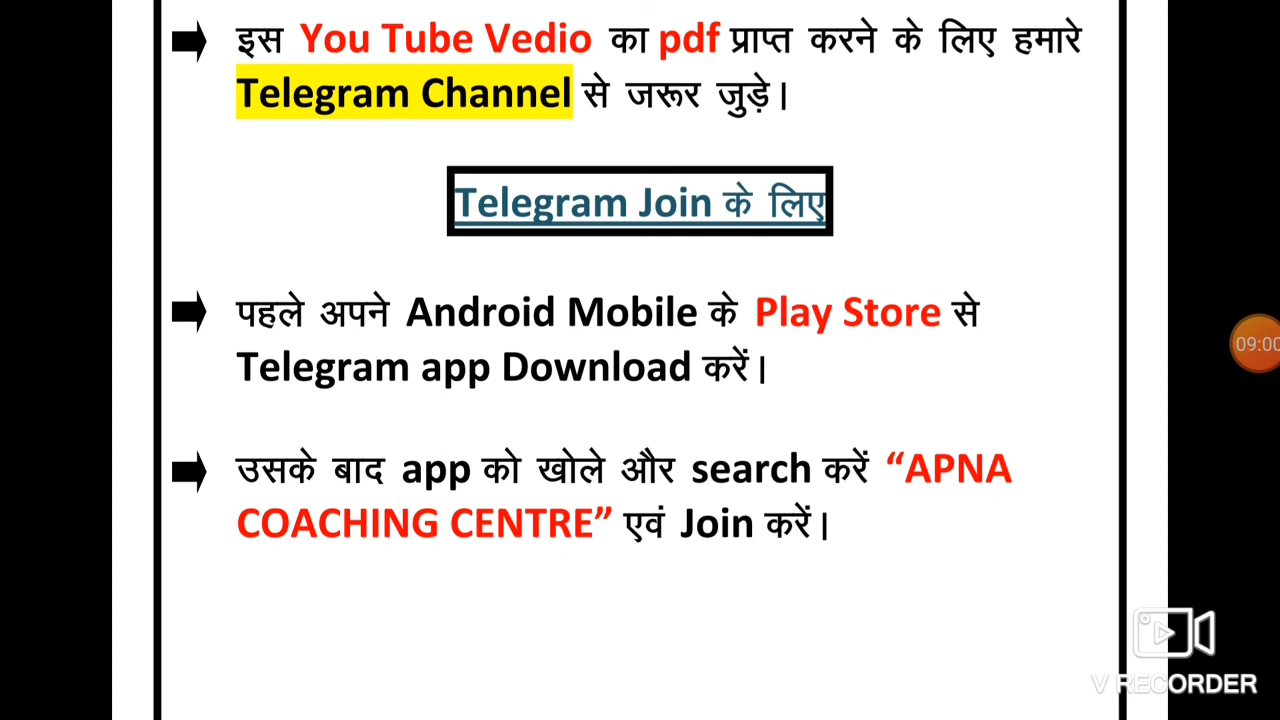 इस You Tube Vedio का pdf प्राप्त करने के लिए हमारे
Telegram Channel से जरूर जुड़े।
Telegram Join के लिए
पहले अपने Android Mobile के Play Store से
Telegram app Download करें।
09:00
उसके बाद app को खोले और search करें “APNA
COACHING CENTRE” एवं Join करें।
V RECORDER